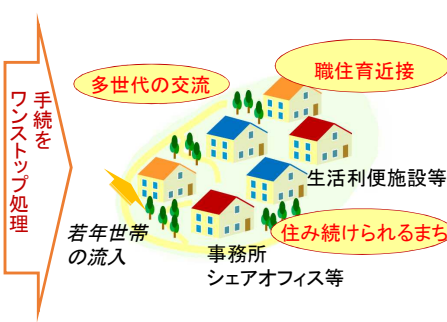 手続を
ワンストップ処理
多世代の交流
職住育近接
生活利便施設等
住み続けられるまち
若年世帯
の流入
事務所
シェアオフィス等